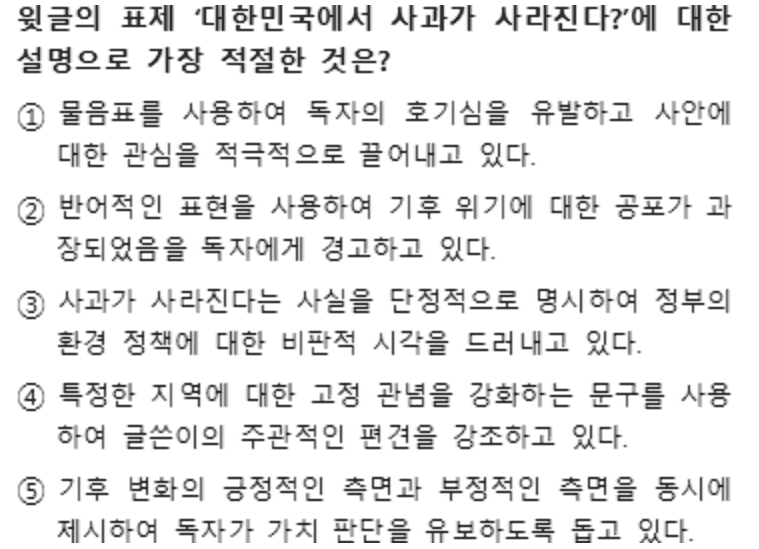 윗글의 표제 ‘대한민국에서 사과가 사라진다?’에 대한
설명으로 가장 적절한 것은?
① 물음표를 사용하여 독자의 호기심을 유발하고 사안에
대한 관심을 적극적으로 끌어내고 있다.
② 반어적인 표현을 사용하여 기후 위기에 대한 공포가 과
장되었음을 독자에게 경고하고 있다.
③ 사과가 사라진다는 사실을 단정적으로 명시하여 정부의
환경 정책에 대한 비판적 시각을 드러내고 있다.
④ 특정한 지역에 대한 고정 관념을 강화하는 문구를 사용
하여 글쓴이의 주관적인 편견을 강조하고 있다.
⑤ 기후 변화의 긍정적인 측면과 부정적인 측면을 동시에
제시하여 독자가 가치 판단을 유보하도록 돕고 있다.